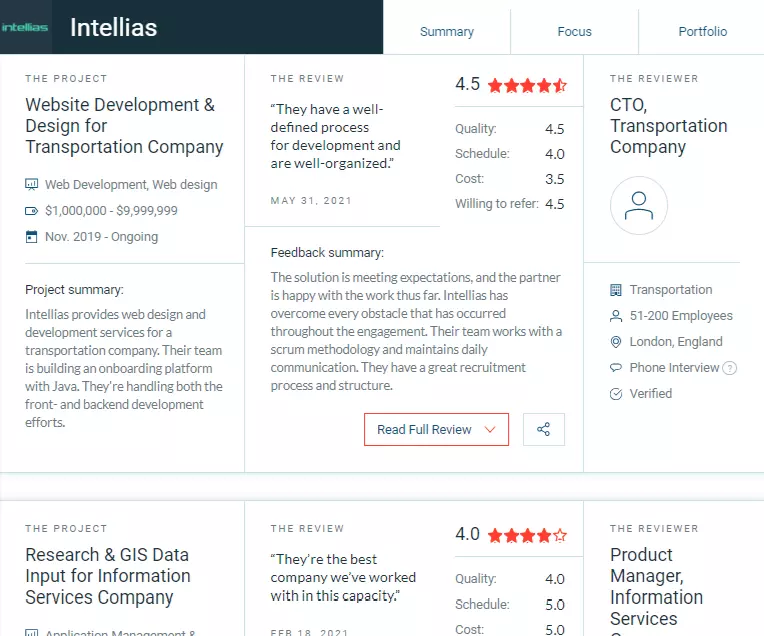 intellias
Intellias
Summary
Focus
Portfolio
THE PROJECT
Website Development &
Design for
Transportation Company
Web Development, Web design
$1,000,000 - $9,999,999
Nov. 2019 - Ongoing
Project summary:
Intellias provides web design and
development services for a
transportation company. Their team
is building an onboarding platform
with Java. They're handling both the
front- and backend development
efforts.
THE REVIEW
“They have a well-
defined process
for development and
are well-organized.”
MAY 31, 2021
4.5
Quality: 4.5
Schedule: 4.0
Cost: 3.5
Willing to refer: 4.5
Feedback summary:
The solution is meeting expectations, and the partner
is happy with the work thus far. Intellias has
overcome every obstacle that has occurred
throughout the engagement. Their team works with a
scrum methodology and maintains daily
communication. They have a great recruitment
process and structure.
Read Full Review
THE REVIEWER
CTO,
Transportation
Company
Transportation
51-200 Employees
London, England
Phone Interview ?
Verified
THE PROJECT
Research & GIS Data
Input for Information
Services Company
Application Management &
THE REVIEW
“They're the best
company we've worked
with in this capacity.”
FEB 18, 2021
4.0
Quality: 4.0
Schedule: 5.0
Cost: 5.0
THE REVIEWER
Product
Manager,
Information
Services